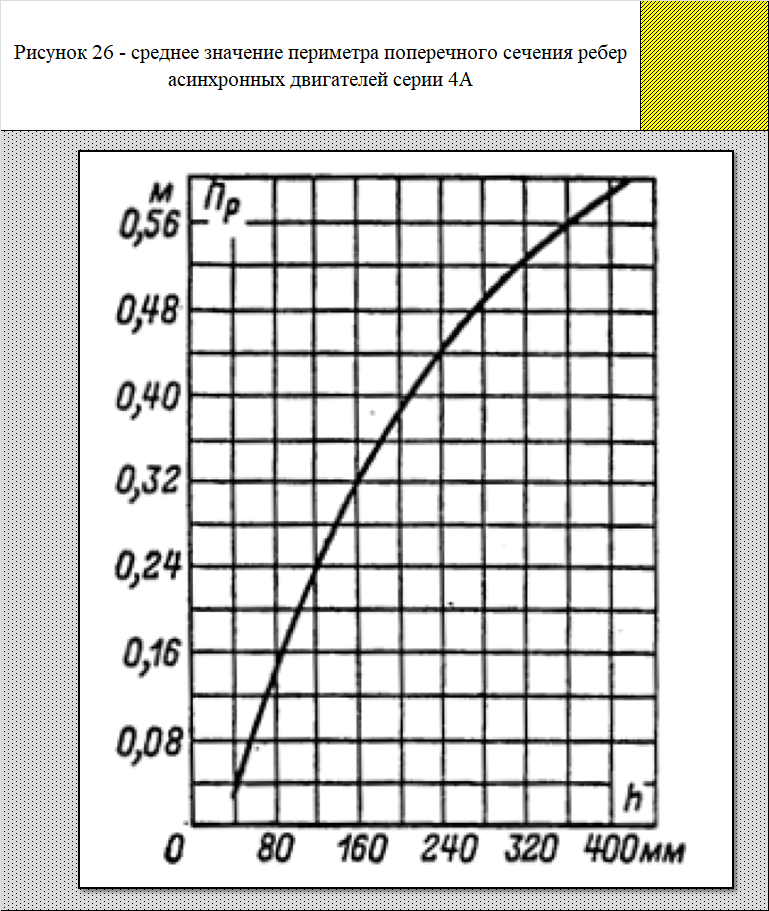 Рисунок 26 - среднее значение периметра поперечного сечения ребер
асинхронных двигателей серии 4А
м Пр
0,56
0,48
0,40
0,32
0,24
0,16
0,08
h
0 80 160 240 320 400мм